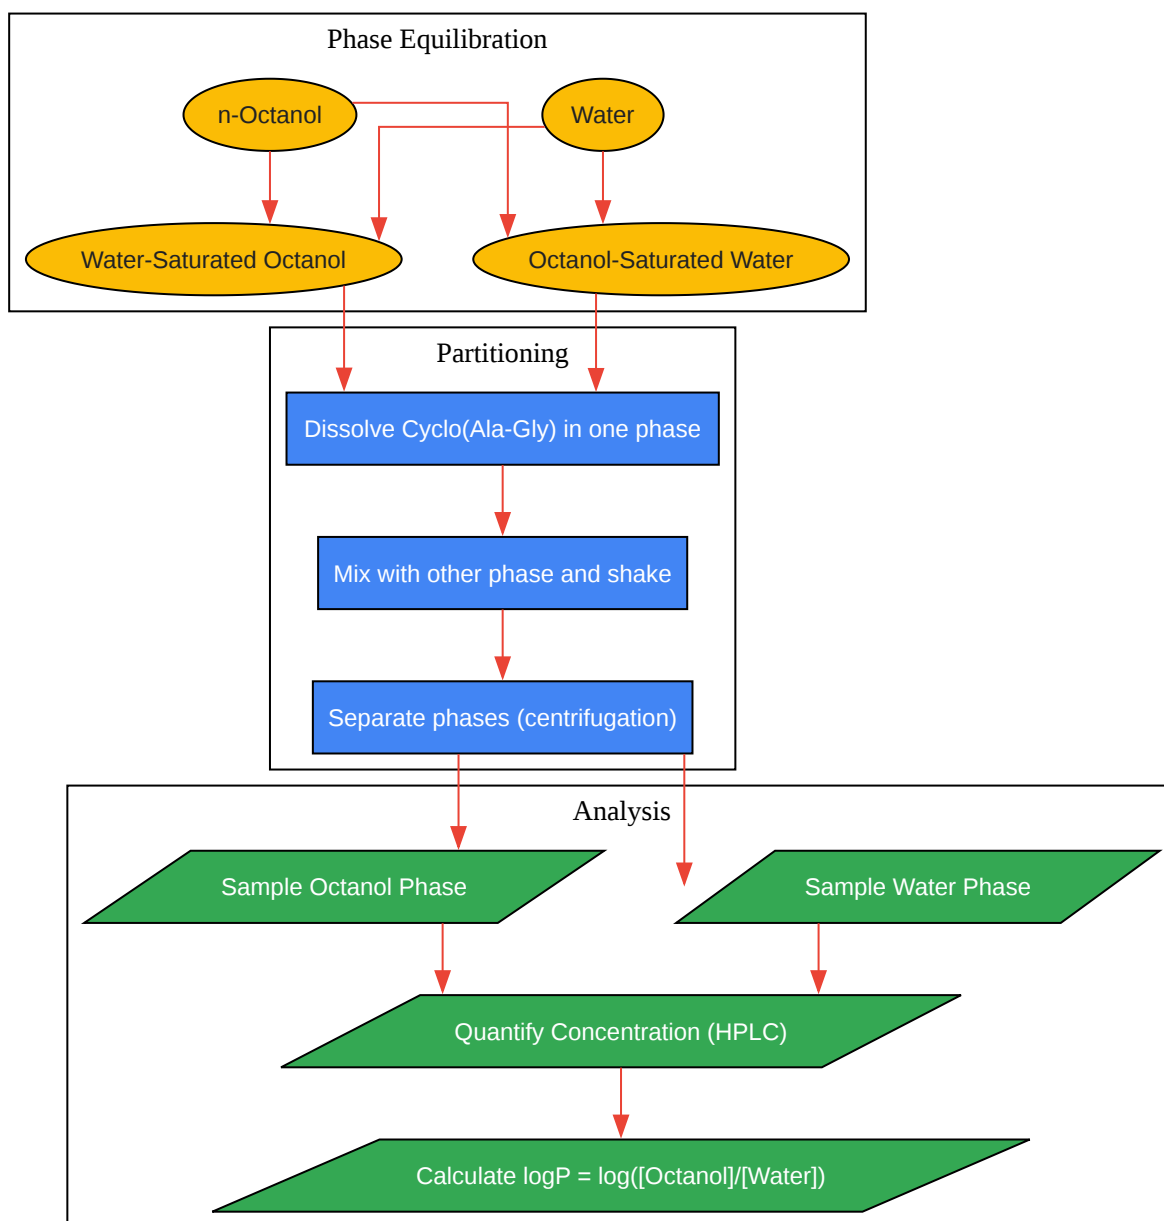 Phase Equilibration
n-Octanol
Water
Water-Saturated Octanol
Octanol-Saturated Water
Partitioning
Dissolve Cyclo(Ala-Gly) in one phase
Mix with other phase and shake
Separate phases (centrifugation)
Analysis
Sample Octanol Phase
Sample Water Phase
Quantify Concentration (HPLC)
Calculate logP = log([Octanol]/[Water])